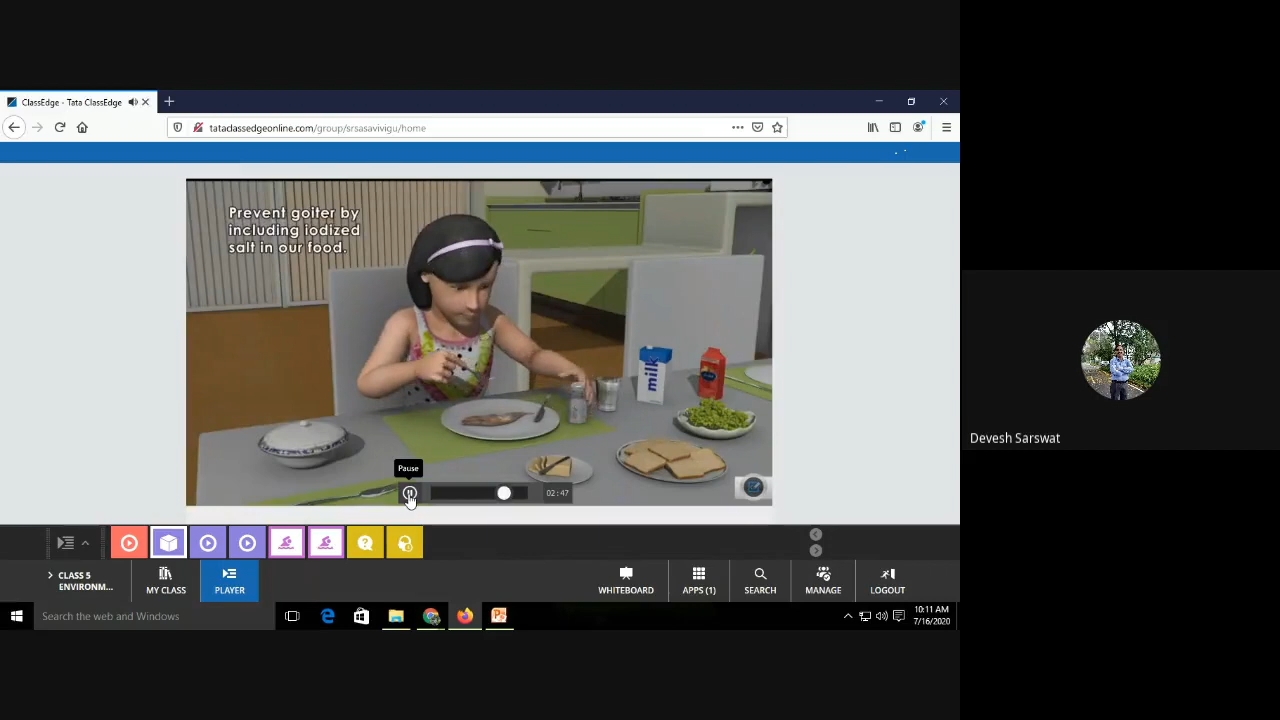 ClassEdge - Tata ClassEdge
tataclassedgeonline.com/group/srsasavivigu/home
Prevent goiter by
including iodized
salt in our food.
milk
Pause
02:47
Devesh Sarswat
CLASS 5
ENVIRONM...
MY CLASS
PLAYER
WHITEBOARD
APPS (1)
SEARCH
MANAGE
LOGOUT
Search the web and Windows
10:11 AM
7/16/2020